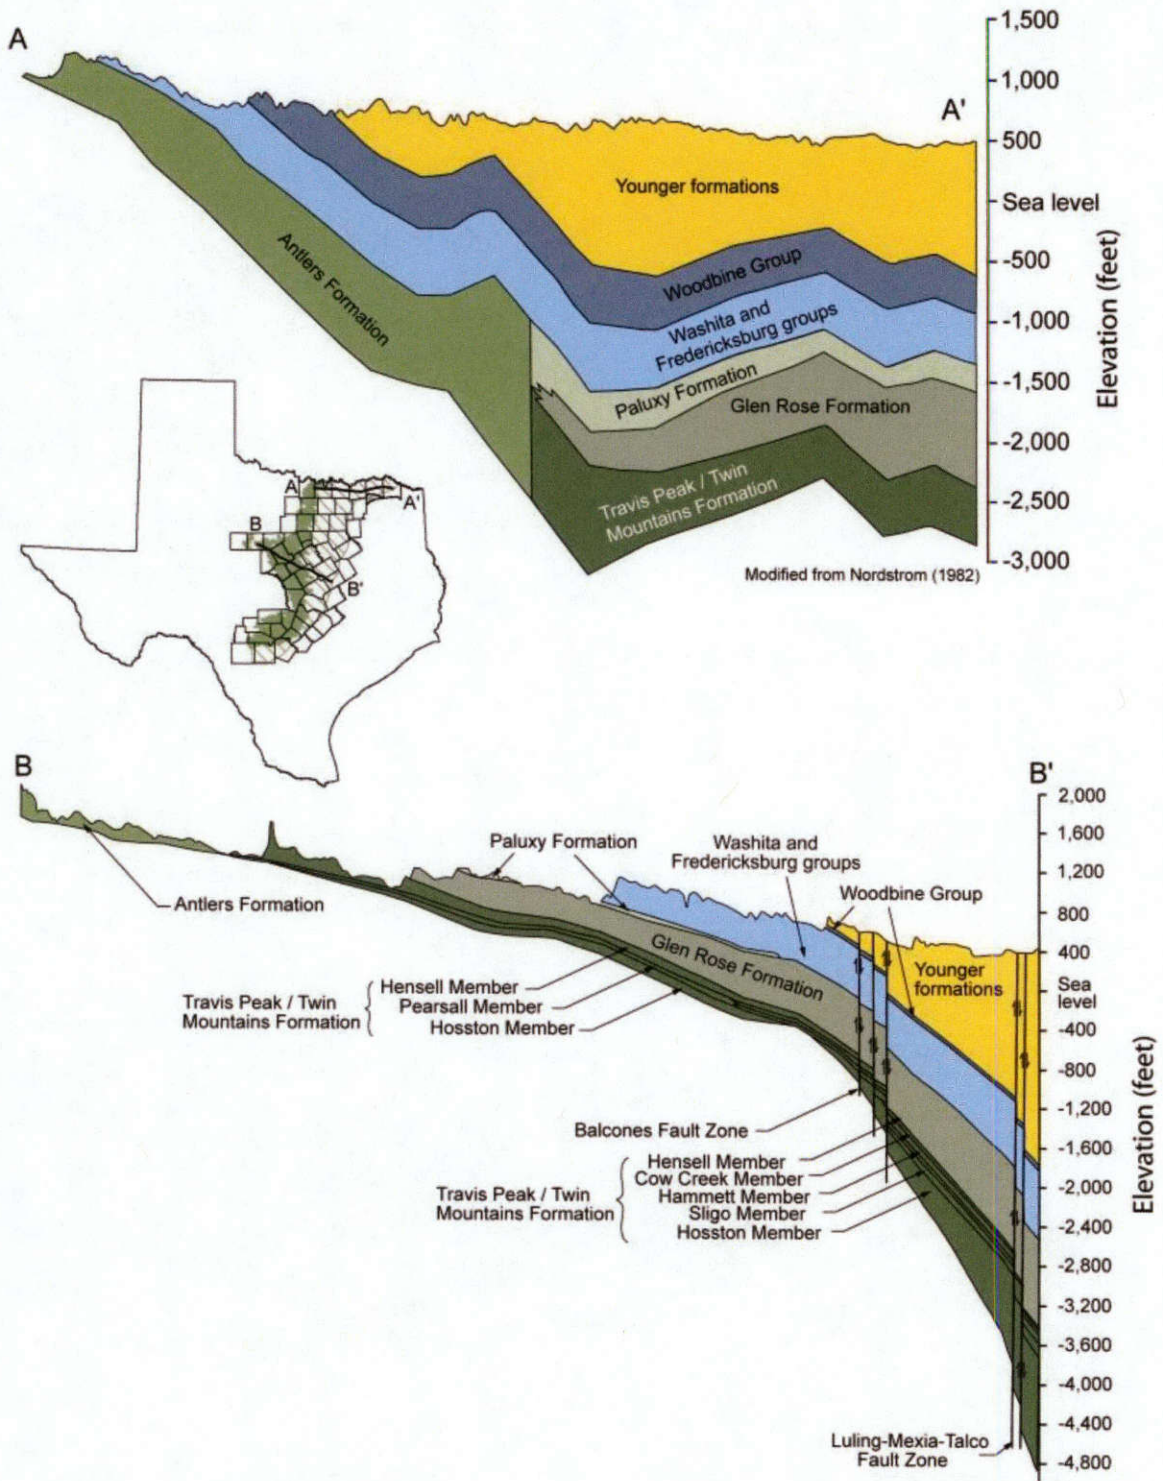 A
A'
1,500
1,000
500
Sea level
-500
-1,000
-1,500
-2,000
-2,500
-3,000
Elevation (feet)
Younger formations
Woodbine Group
Washita and
Fredericksburg groups
Paluxy Formation
Glen Rose Formation
Travis Peak / Twin
Mountains Formation
Antlers Formation
Modified from Nordstrom (1982)
A
A'
B
B'
B
B'
2,000
1,600
1,200
800
400
Sea
level
-400
-800
-1,200
-1,600
-2,000
-2,400
-2,800
-3,200
-3,600
-4,000
-4,400
-4,800
Elevation (feet)
Paluxy Formation
Washita and
Fredericksburg groups
Woodbine Group
Antlers Formation
Glen Rose Formation
Younger
formations
Travis Peak / Twin
Mountains Formation
Hensell Member
Pearsall Member
Hosston Member
Balcones Fault Zone
Travis Peak / Twin
Mountains Formation
Hensell Member
Cow Creek Member
Hammett Member
Sligo Member
Hosston Member
Luling-Mexia-Talco
Fault Zone